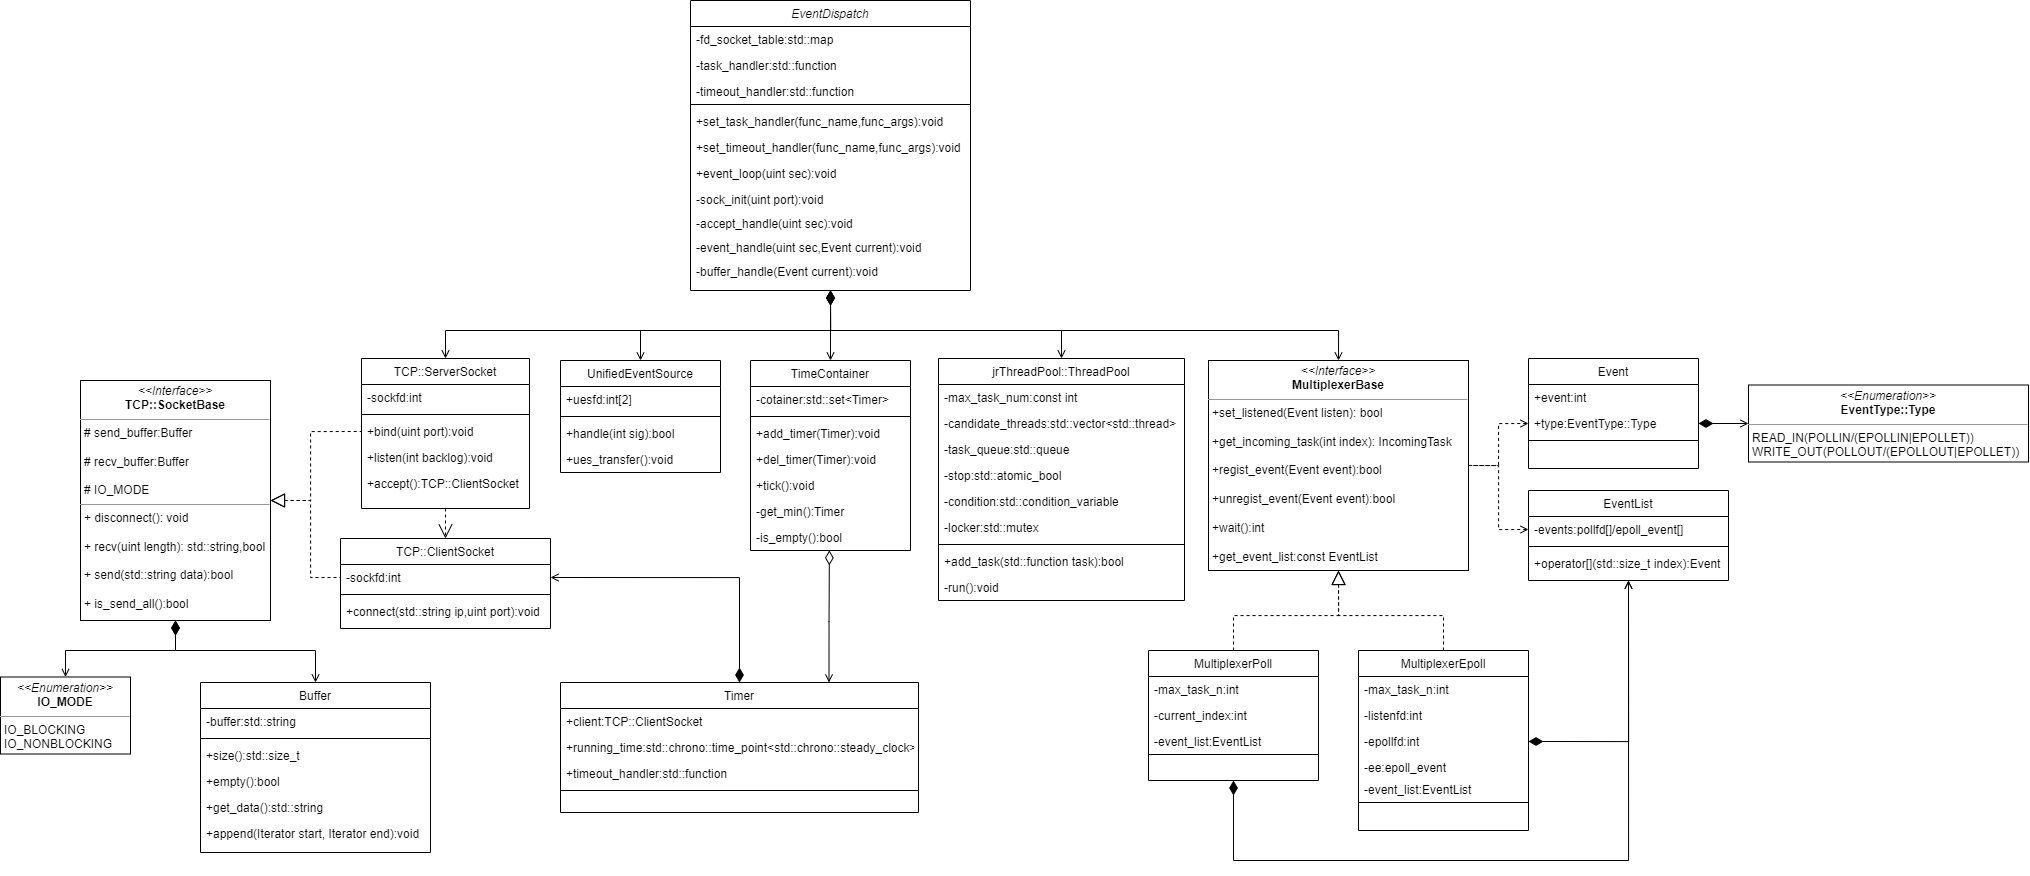 EventDispatch
-fd_socket_table:std::map
-task_handler:std::function
-timeout_handler:std::function
+set_task_handler(func_name,func_args):void
+set_timeout_handler(func_name,func_args):void
+event_loop(uint sec):void
-sock_init(uint port):void
-accept_handle(uint sec):void
-event_handle(uint sec,Event current):void
-buffer_handle(Event current):void
<<Interface>>
TCP::SocketBase
# send_buffer:Buffer
# recv_buffer:Buffer
# IO_MODE
+ disconnect(): void
+ recv(uint length): std::string,bool
+ send(std::string data):bool
+ is_send_all():bool
TCP::ServerSocket
-sockfd:int
+bind(uint port):void
+listen(int backlog):void
+accept():TCP::ClientSocket
TCP::ClientSocket
-sockfd:int
+connect(std::string ip,uint port):void
UnifiedEventSource
+uesfd:int[2]
+handle(int sig):bool
+ues_transfer():void
TimeContainer
-cotainer:std::set<Timer>
+add_timer(Timer):void
+del_timer(Timer):void
+tick():void
-get_min():Timer
-is_empty():bool
jrThreadPool::ThreadPool
-max_task_num:const int
-candidate_threads:std::vector<std::thread>
-task_queue:std::queue
-stop:std::atomic_bool
-condition:std::condition_variable
-locker:std::mutex
+add_task(std::function task):bool
-run():void
<<Interface>>
MultiplexerBase
+set_listened(Event listen): bool
+get_incoming_task(int index): IncomingTask
+regist_event(Event event):bool
+unregist_event(Event event):bool
+wait():int
+get_event_list:const EventList
Event
+event:int
+type:EventType::Type
<<Enumeration>>
EventType::Type
READ_IN(POLLIN/(EPOLLIN|EPOLLET))
WRITE_OUT(POLLOUT/(EPOLLOUT|EPOLLET))
EventList
-events:pollfd[]/epoll_event[]
+operator[](std::size_t index):Event
<<Enumeration>>
IO_MODE
IO_BLOCKING
IO_NONBLOCKING
Buffer
-buffer:std::string
+size():std::size_t
+empty():bool
+get_data():std::string
+append(Iterator start, Iterator end):void
Timer
+client:TCP::ClientSocket
+running_time:std::chrono::time_point<std::chrono::steady_clock>
+timeout_handler:std::function
MultiplexerPoll
-max_task_n:int
-current_index:int
-event_list:EventList
MultiplexerEpoll
-max_task_n:int
-listenfd:int
-epollfd:int
-ee:epoll_event
-event_list:EventList